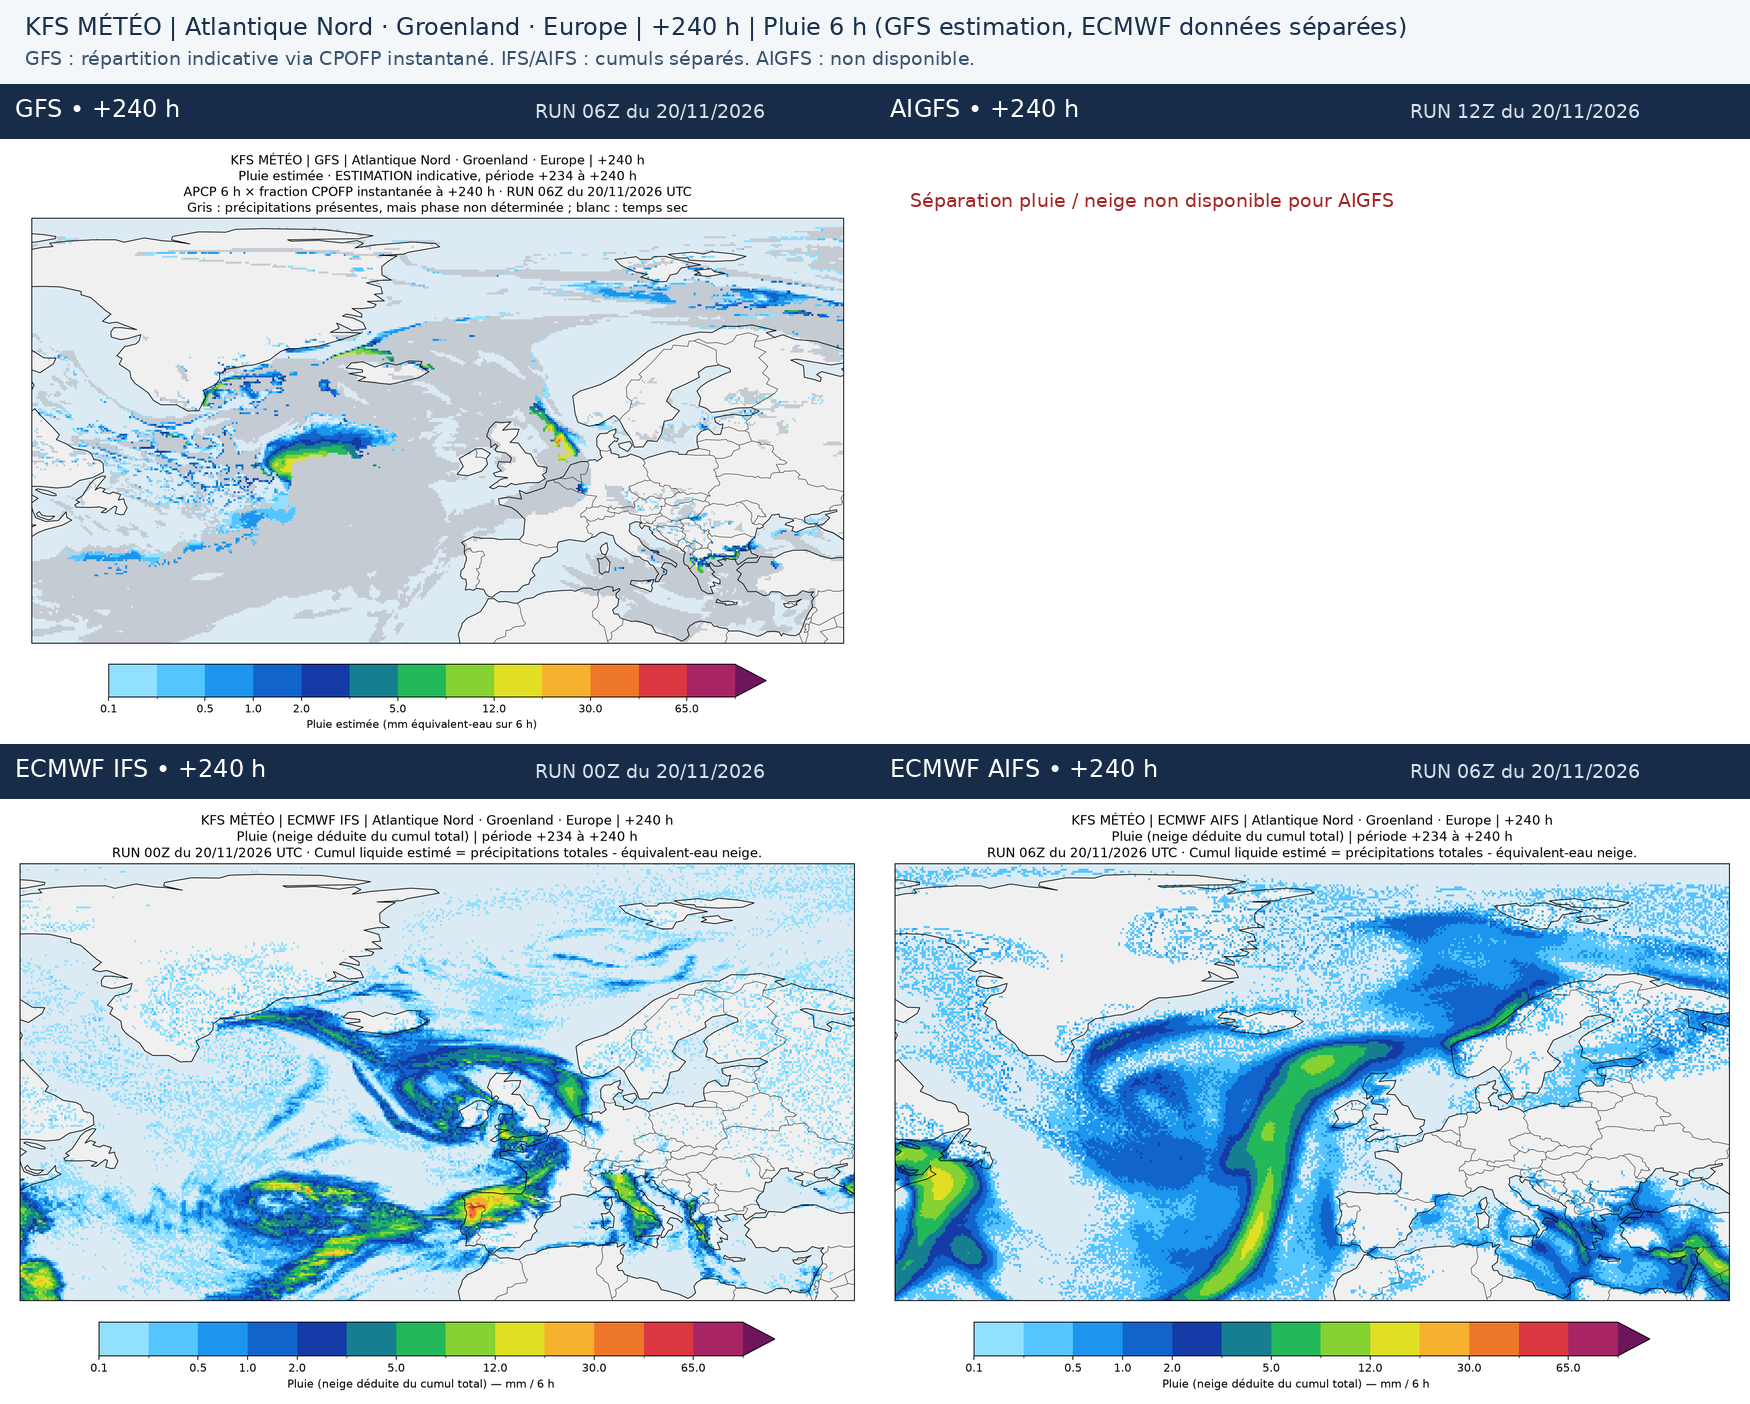 KFS MÉTÉO | Atlantique Nord · Groenland · Europe | +240 h | Pluie 6 h (GFS estimation, ECMWF données séparées)
GFS : répartition indicative via CPOFP instantané. IFS/AIFS : cumuls séparés. AIGFS : non disponible.
GFS • +240 h
RUN 06Z du 20/11/2026
AIGFS • +240 h
RUN 12Z du 20/11/2026
KFS MÉTÉO | GFS | Atlantique Nord · Groenland · Europe | +240 h
Pluie estimée · ESTIMATION indicative, période +234 à +240 h
APCP 6 h × fraction CPOFP instantanée à +240 h · RUN 06Z du 20/11/2026 UTC
Gris : précipitations présentes, mais phase non déterminée ; blanc : temps sec
Séparation pluie / neige non disponible pour AIGFS
0.1 0.5 1.0 2.0 5.0 12.0 30.0 65.0
Pluie estimée (mm équivalent-eau sur 6 h)
ECMWF IFS • +240 h
RUN 00Z du 20/11/2026
ECMWF AIFS • +240 h
RUN 06Z du 20/11/2026
KFS MÉTÉO | ECMWF IFS | Atlantique Nord · Groenland · Europe | +240 h
Pluie (neige déduite du cumul total) | période +234 à +240 h
RUN 00Z du 20/11/2026 UTC · Cumul liquide estimé = précipitations totales - équivalent-eau neige.
KFS MÉTÉO | ECMWF AIFS | Atlantique Nord · Groenland · Europe | +240 h
Pluie (neige déduite du cumul total) | période +234 à +240 h
RUN 06Z du 20/11/2026 UTC · Cumul liquide estimé = précipitations totales - équivalent-eau neige.
0.1 0.5 1.0 2.0 5.0 12.0 30.0 65.0
Pluie (neige déduite du cumul total) — mm / 6 h
0.1 0.5 1.0 2.0 5.0 12.0 30.0 65.0
Pluie (neige déduite du cumul total) — mm / 6 h